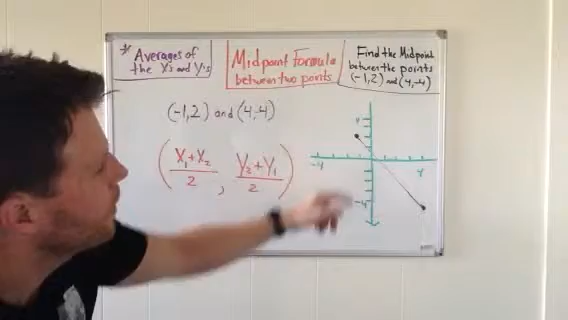 * Averages of
the X's and Y's
Midpoint Formula
between two points
Find the Midpoint
between the points
(-1,2) and (4,-4)
(-1,2) and (4,-4)
(X₁+X₂/2, Y₂+Y₁/2)
4
-4
4
-4